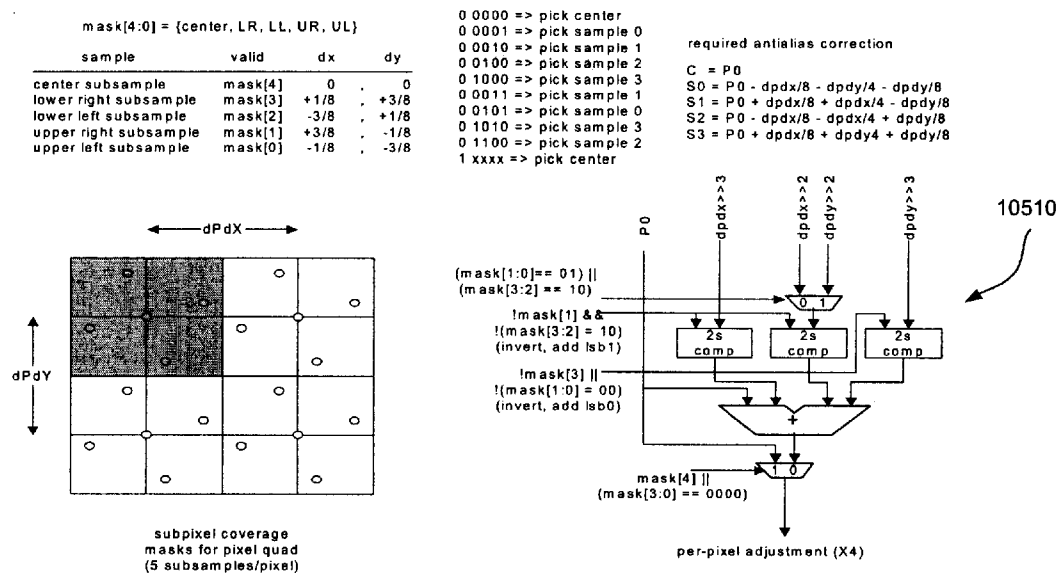 mask[4:0] = {center, LR, LL, UR, UL}
sample valid dx dy
center subsample mask[4] 0 , 0
lower right subsample mask[3] +1/8 , +3/8
lower left subsample mask[2] -3/8 , +1/8
upper right subsample mask[1] +3/8 , -1/8
upper left subsample mask[0] -1/8 , -3/8
0 0000 => pick center
0 0001 => pick sample 0
0 0010 => pick sample 1
0 0100 => pick sample 2
0 1000 => pick sample 3
0 0011 => pick sample 1
0 0101 => pick sample 0
0 1010 => pick sample 3
0 1100 => pick sample 2
1 xxxx => pick center
required antialias correction
C = P0
S0 = P0 - dpdx/8 - dpdy/4 - dpdy/8
S1 = P0 + dpdx/8 + dpdx/4 - dpdy/8
S2 = P0 - dpdx/8 - dpdx/4 + dpdy/8
S3 = P0 + dpdx/8 + dpdy4 + dpdy/8
dPdX
dPdY
subpixel coverage
masks for pixel quad
(5 subsamples/pixel)
P0
dpdx>>3
dpdx>>2
dpdy>>2
dpdy>>3
10510
(mask[1:0]== 01) ||
(mask[3:2] == 10)
0 1
!mask[1] &&
!(mask[3:2] = 10)
(invert, add lsb1)
2s
comp
2s
comp
2s
comp
!mask[3] ||
!(mask[1:0] = 00)
(invert, add lsb0)
+
1 0
mask[4] ||
(mask[3:0] == 0000)
per-pixel adjustment (X4)